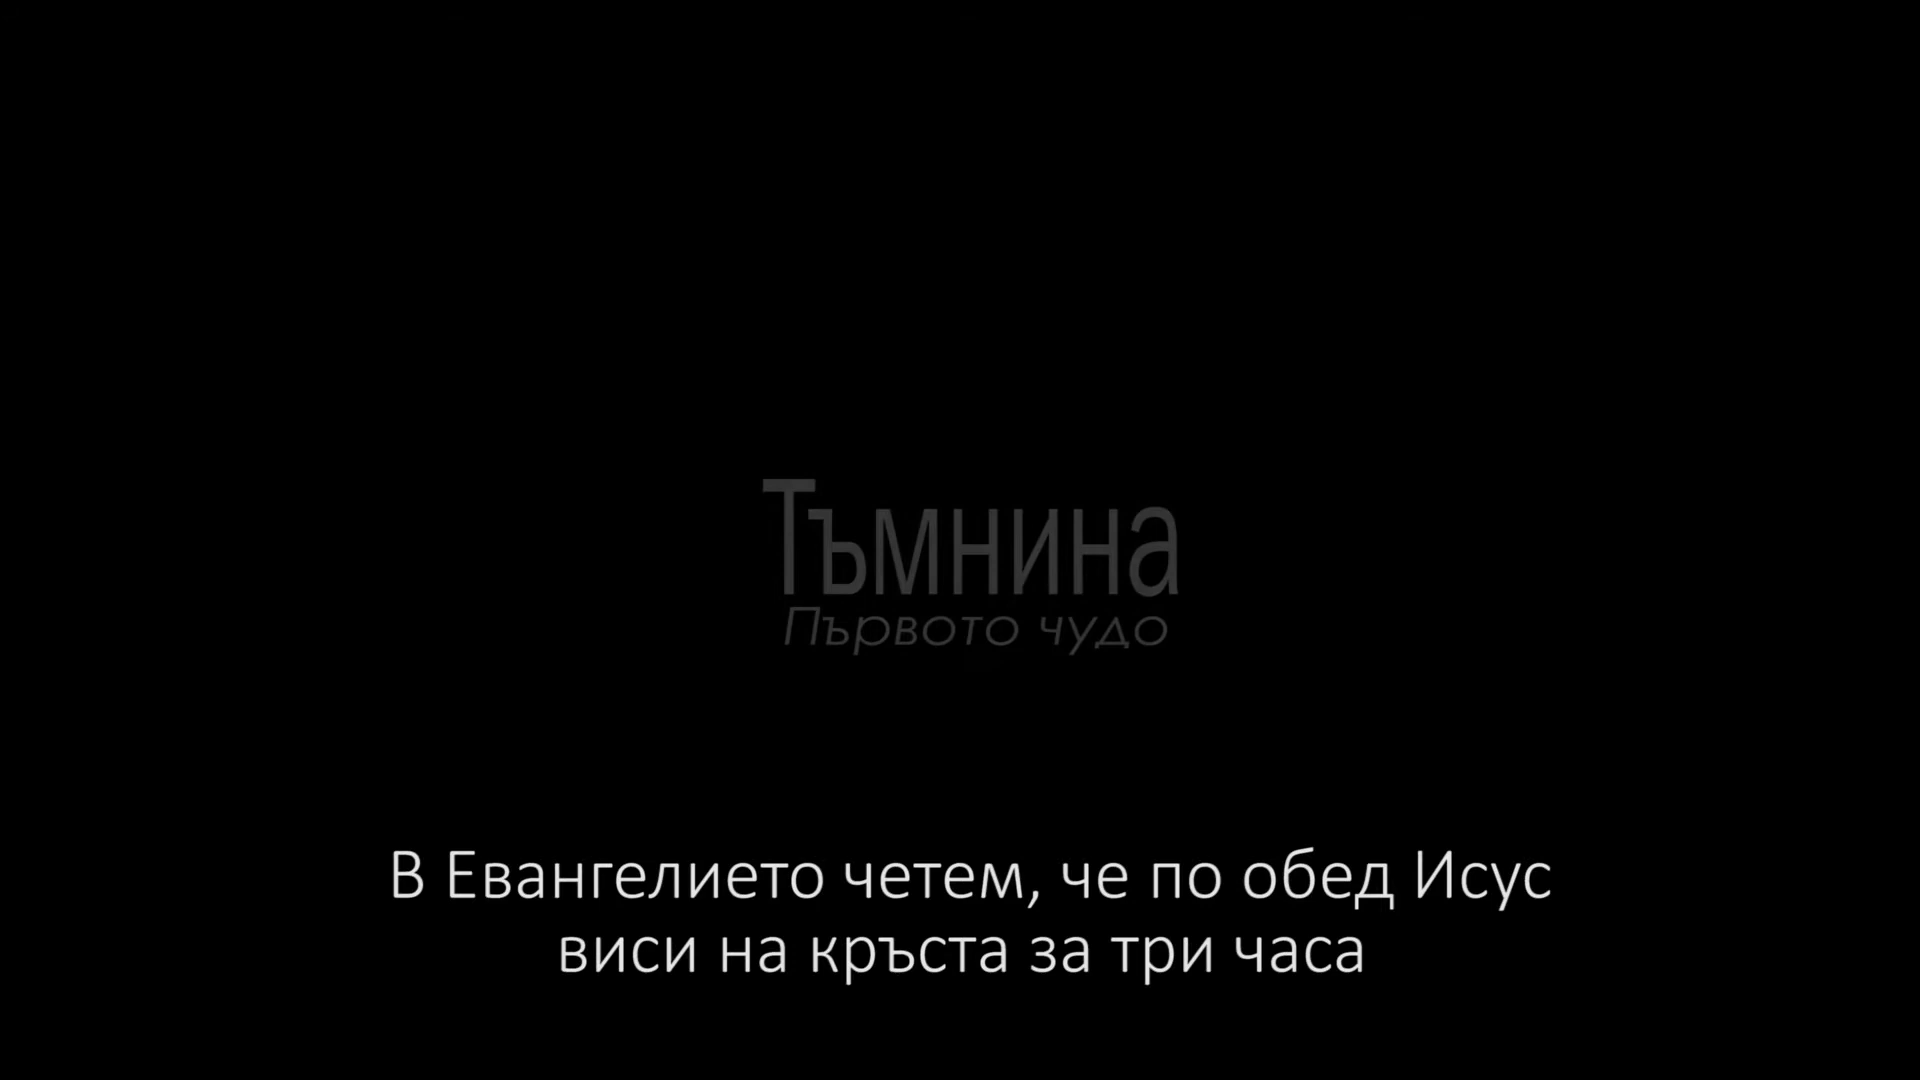 Тъмнина
Първото чудо
В Евангелието четем, че по обед Исус
виси на кръста за три часа